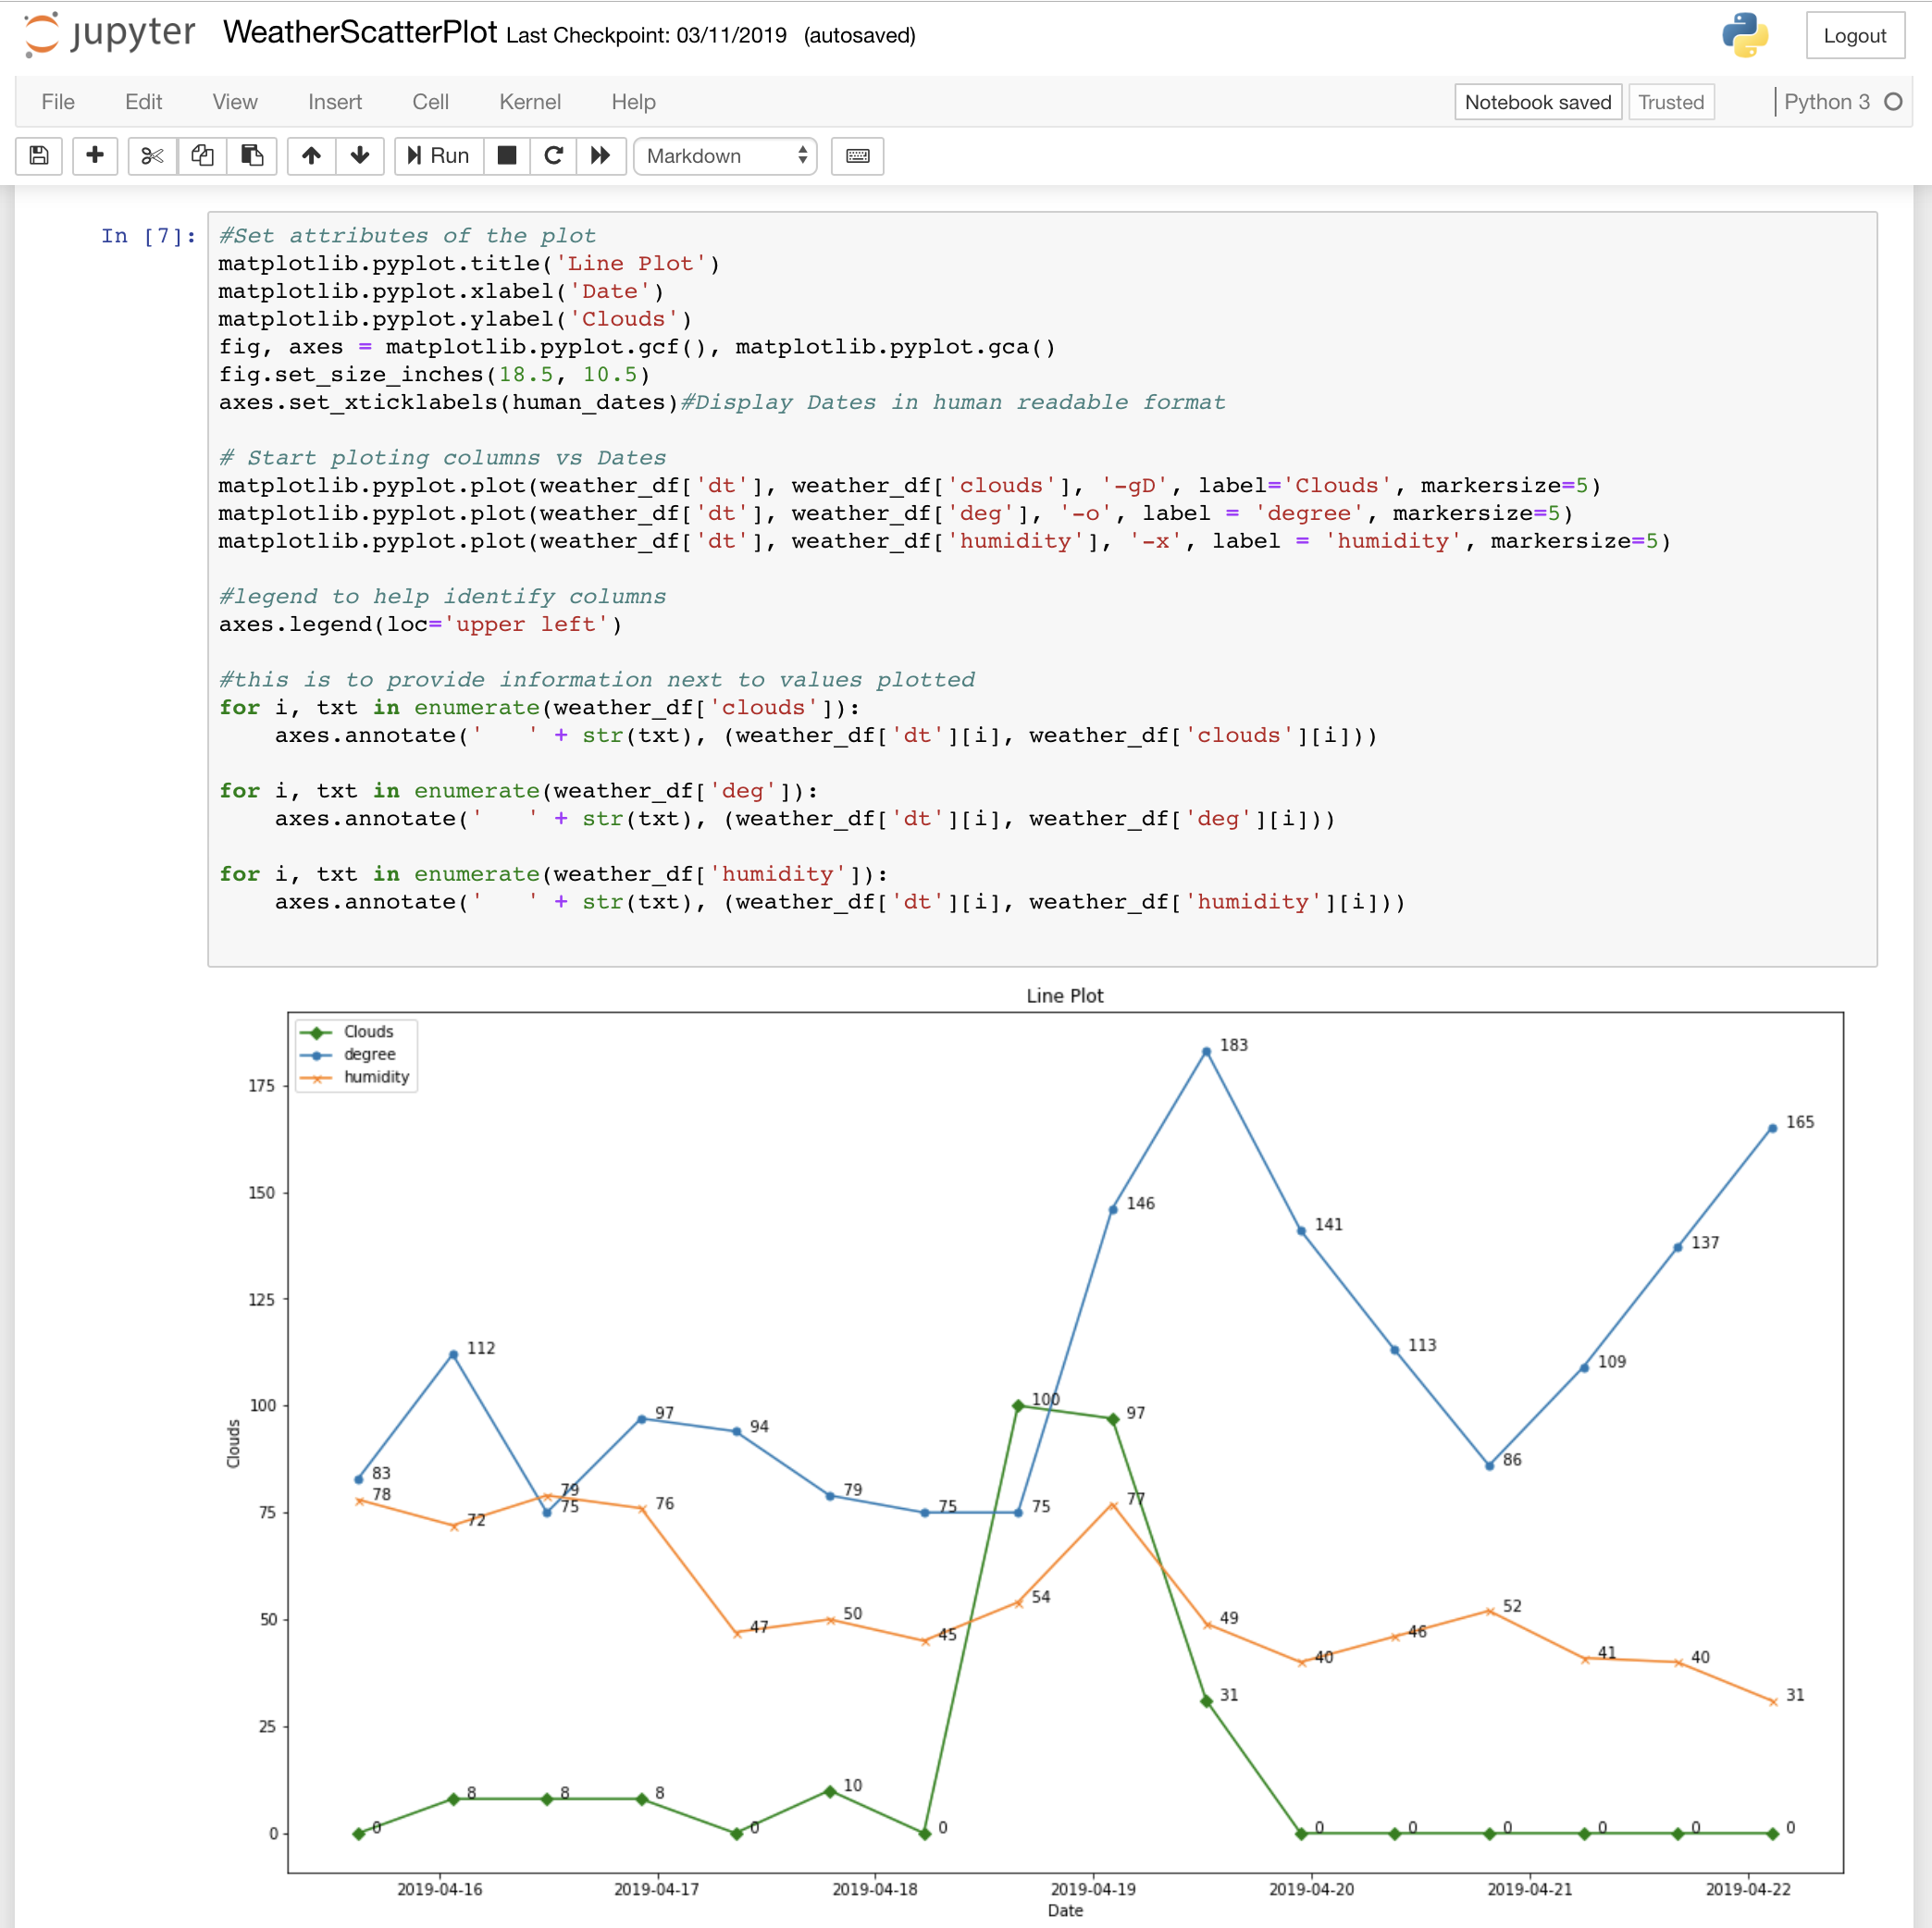 jupyter WeatherScatterPlot Last Checkpoint: 03/11/2019 (autosaved) Logout
File Edit View Insert Cell Kernel Help Notebook saved Trusted Python 3
Run Markdown
In [7]: #Set attributes of the plot
matplotlib.pyplot.title('Line Plot')
matplotlib.pyplot.xlabel('Date')
matplotlib.pyplot.ylabel('Clouds')
fig, axes = matplotlib.pyplot.gcf(), matplotlib.pyplot.gca()
fig.set_size_inches(18.5, 10.5)
axes.set_xticklabels(human_dates)#Display Dates in human readable format
# Start ploting columns vs Dates
matplotlib.pyplot.plot(weather_df['dt'], weather_df['clouds'], '-gD', label='Clouds', markersize=5)
matplotlib.pyplot.plot(weather_df['dt'], weather_df['deg'], '-o', label = 'degree', markersize=5)
matplotlib.pyplot.plot(weather_df['dt'], weather_df['humidity'], '-x', label = 'humidity', markersize=5)
#legend to help identify columns
axes.legend(loc='upper left')
#this is to provide information next to values plotted
for i, txt in enumerate(weather_df['clouds']):
    axes.annotate('   ' + str(txt), (weather_df['dt'][i], weather_df['clouds'][i]))
for i, txt in enumerate(weather_df['deg']):
    axes.annotate('   ' + str(txt), (weather_df['dt'][i], weather_df['deg'][i]))
for i, txt in enumerate(weather_df['humidity']):
    axes.annotate('   ' + str(txt), (weather_df['dt'][i], weather_df['humidity'][i]))
Line Plot
Clouds
degree
humidity
175
150
125
100
75
50
25
0
Clouds
83 112 75 97 94 79 75 75 146 183 141 113 86 109 137 165
78 72 79 76 47 50 45 54 77 49 40 46 52 41 40 31
0 8 8 8 0 10 0 100 97 31 0 0 0 0 0 0
2019-04-16 2019-04-17 2019-04-18 2019-04-19 2019-04-20 2019-04-21 2019-04-22
Date